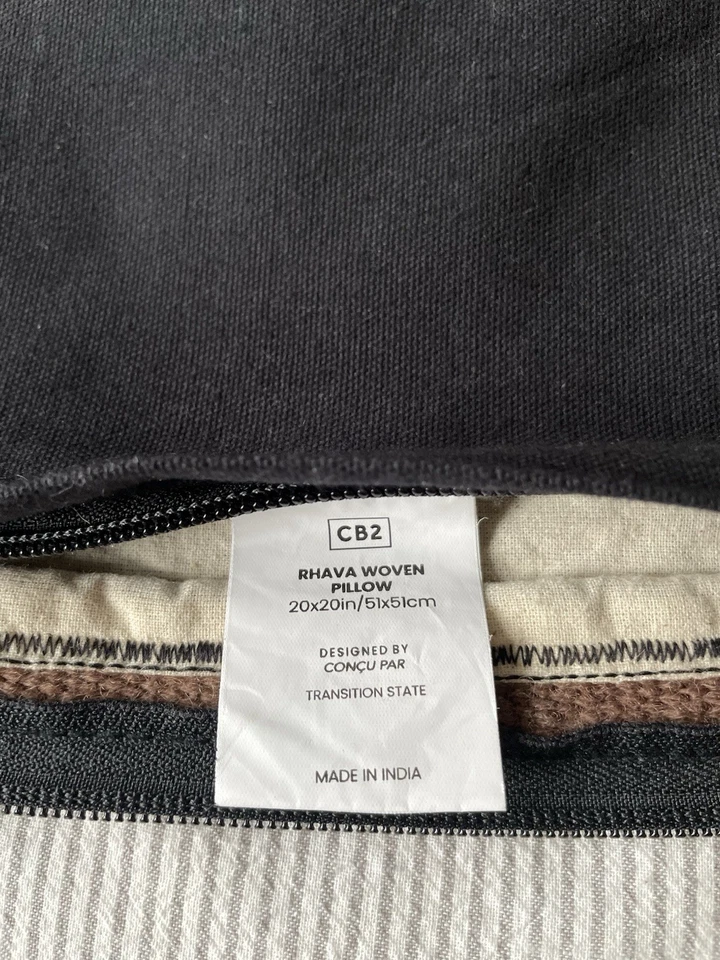 CB2
RHAVA WOVEN
PILLOW
20x20in/51x51cm
DESIGNED BY
CONÇU PAR
TRANSITION STATE
MADE IN INDIA